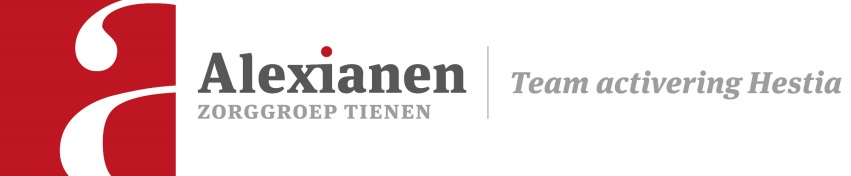 Alexianen
ZORGGROEP TIENEN
Team activering Hestia